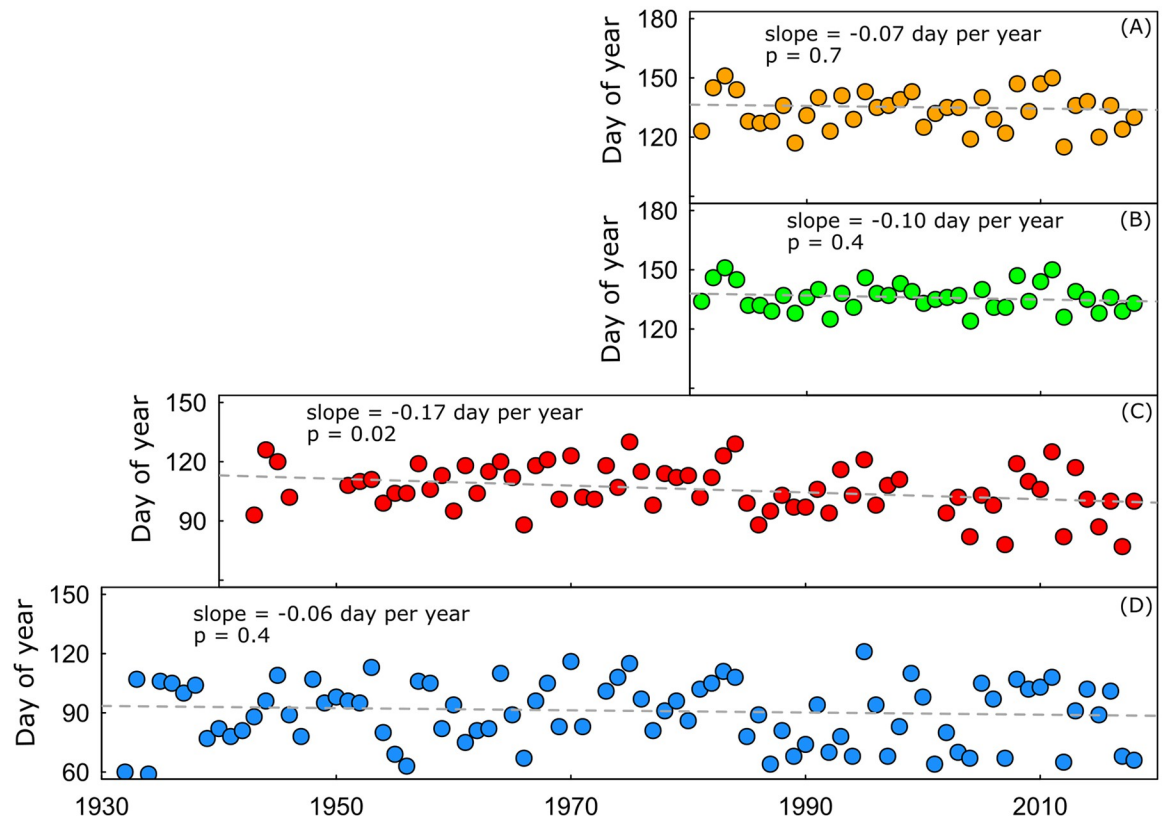 180
150
120
Day of year
slope = -0.07 day per year
p = 0.7
(A)
180
150
120
Day of year
slope = -0.10 day per year
p = 0.4
(B)
150
120
90
Day of year
slope = -0.17 day per year
p = 0.02
(C)
150
120
90
60
Day of year
slope = -0.06 day per year
p = 0.4
(D)
1930 1950 1970 1990 2010